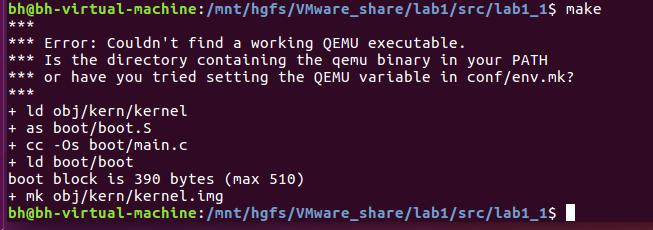 bh@bh-virtual-machine:/mnt/hgfs/VMware_share/lab1/src/lab1_1$ make
***
*** Error: Couldn't find a working QEMU executable.
*** Is the directory containing the qemu binary in your PATH
*** or have you tried setting the QEMU variable in conf/env.mk?
***
+ ld obj/kern/kernel
+ as boot/boot.S
+ cc -Os boot/main.c
+ ld boot/boot
boot block is 390 bytes (max 510)
+ mk obj/kern/kernel.img
bh@bh-virtual-machine:/mnt/hgfs/VMware_share/lab1/src/lab1_1$